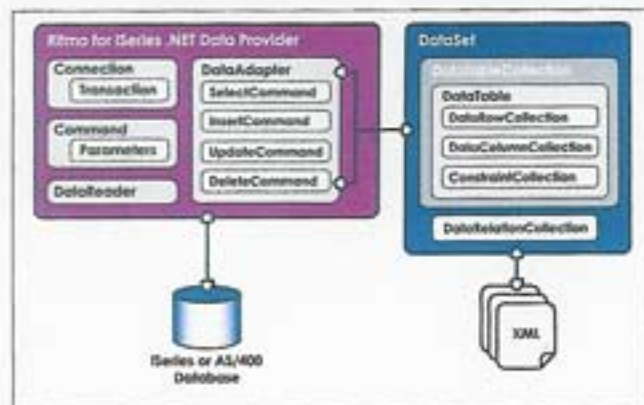 Ritmo for iSeries .NET Data Provider
Connection
Transaction
Command
Parameters
DataReader
DataAdapter
SelectCommand
InsertCommand
UpdateCommand
DeleteCommand
DataSet
DataTable
DataRowCollection
DataColumnCollection
ConstraintCollection
DataRelationCollection
iSeries or AS/400
Database
XML